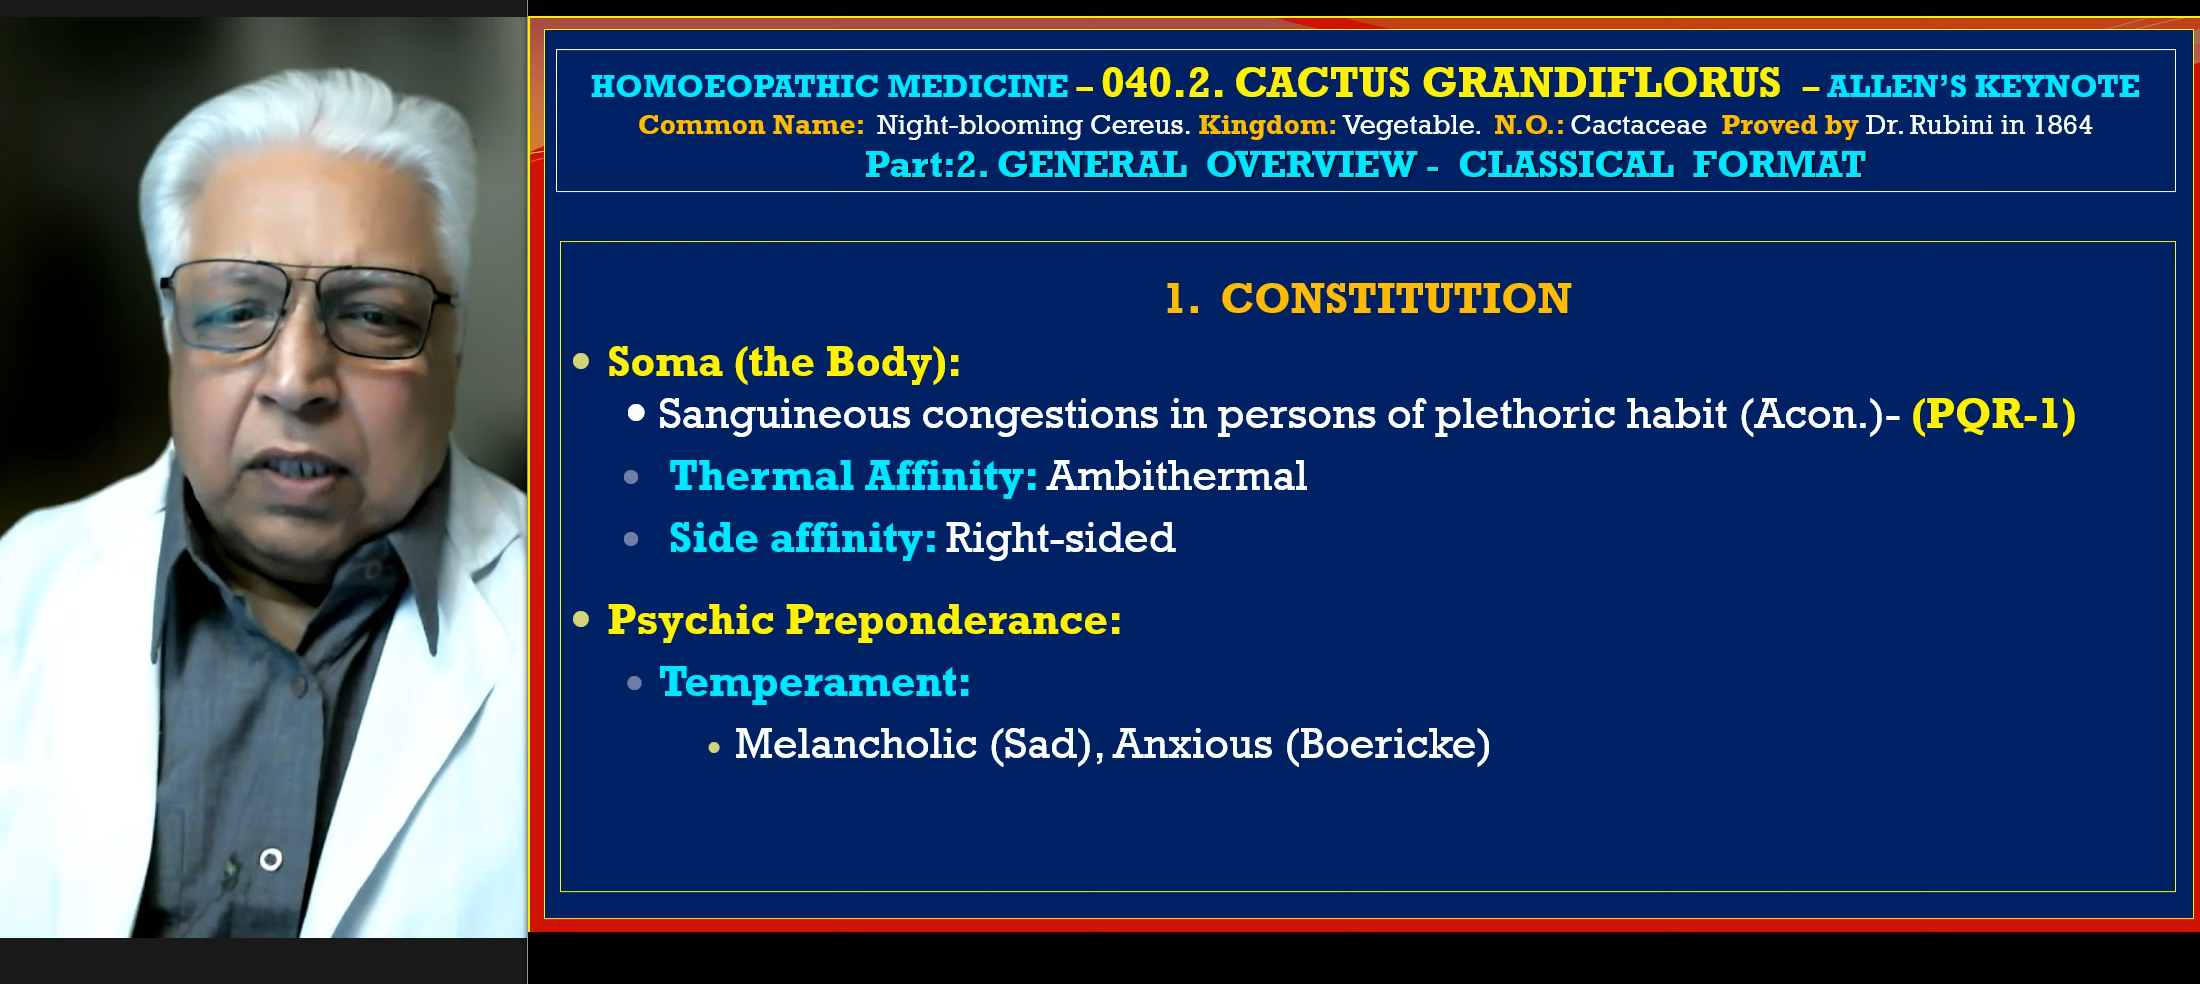 HOMOEOPATHIC MEDICINE – 040.2. CACTUS GRANDIFLORUS – ALLEN’S KEYNOTE
Common Name: Night-blooming Cereus. Kingdom: Vegetable. N.O.: Cactaceae Proved by Dr. Rubini in 1864
Part:2. GENERAL OVERVIEW - CLASSICAL FORMAT
1. CONSTITUTION
• Soma (the Body):
• Sanguineous congestions in persons of plethoric habit (Acon.)- (PQR-1)
• Thermal Affinity: Ambithermal
• Side affinity: Right-sided
• Psychic Preponderance:
• Temperament:
• Melancholic (Sad), Anxious (Boericke)